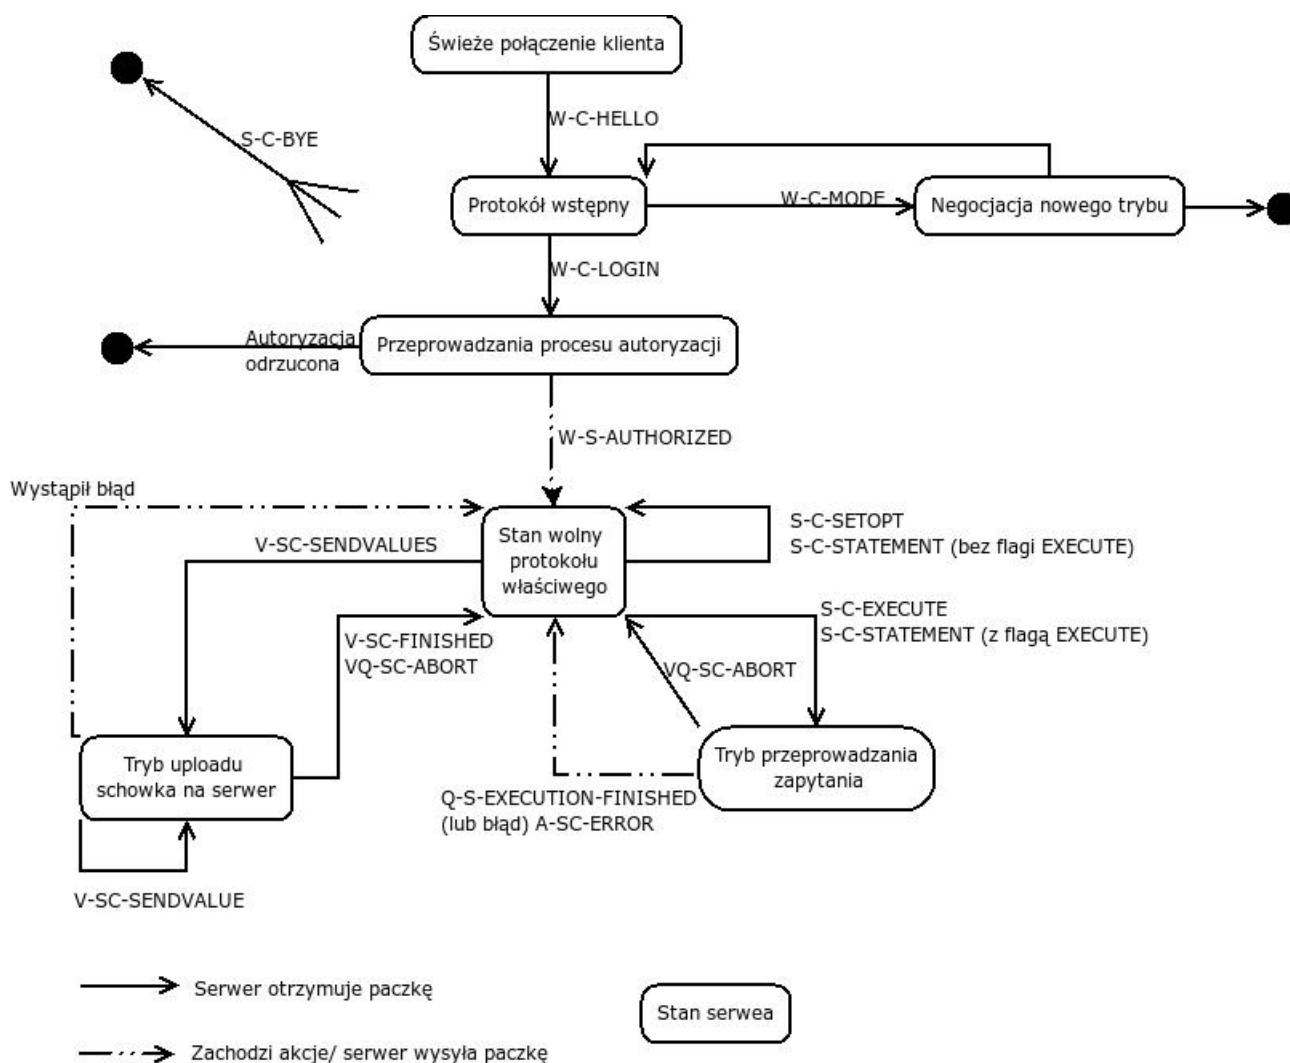 Świeże połączenie klienta
W-C-HELLO
S-C-BYE
Protokół wstępny
W-C-MODE
Negocjacja nowego trybu
W-C-LOGIN
Autoryzacja
odrzucona
Przeprowadzania procesu autoryzacji
W-S-AUTHORIZED
Wystąpił błąd
V-SC-SENDVALUES
Stan wolny
protokołu
właściwego
S-C-SETOPT
S-C-STATEMENT (bez flagi EXECUTE)
S-C-EXECUTE
S-C-STATEMENT (z flagą EXECUTE)
V-SC-FINISHED
VQ-SC-ABORT
VQ-SC-ABORT
Tryb uploadu
schowka na serwer
Tryb przeprowadzania
zapytania
Q-S-EXECUTION-FINISHED
(lub błąd) A-SC-ERROR
V-SC-SENDVALUE
Serwer otrzymuje paczkę
Stan serwea
Zachodzi akcje/ serwer wysyła paczkę